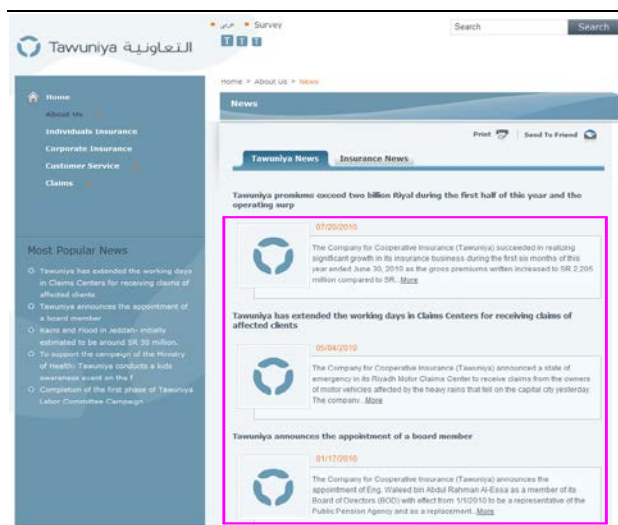 عربي Survey
Search Search
Tawuniya التعاونية
T T T
Home » About Us » News
Home
News
About Us
Individuals Insurance
Print Send To Friend
Corporate Insurance
Tawuniya News Insurance News
Customer Service
Claims
Tawuniya premiums exceed two billion Riyal during the first half of this year and the
operating surp
07/20/2010
The Company for Cooperative Insurance (Tawuniya) succeeded in realizing
significant growth in its insurance business during the first six months of this
year ended June 30, 2010 as the gross premiums written increased to SR 2,205
million compared to SR...More
Most Popular News
Tawuniya has extended the working days
in Claims Centers for receiving claims of
affected clients
Tawuniya announces the appointment of
a board member
Rains and Flood in Jeddah- initially
estimated to be around SR 30 million.
To support the campaign of the Ministry
of Health: Tawuniya conducts a kids
awareness event on the f
Completion of the first phase of Tawuniya
Labor Committee Campaign
Tawuniya has extended the working days in Claims Centers for receiving claims of
affected clients
05/04/2010
The Company for Cooperative Insurance (Tawuniya) announced a state of
emergency in its Riyadh Motor Claims Center to receive claims from the owners
of motor vehicles affected by the heavy rains that fell on the capital city yesterday.
The company...More
Tawuniya announces the appointment of a board member
01/17/2010
The Company for Cooperative Insurance (Tawuniya) announces the
appointment of Eng. Waleed bin Abdul Rahman Al-Essa as a member of its
Board of Directors (BOD) with effect from 1/1/2010 to be a representative of the
Public Pension Agency and as a replacement...More